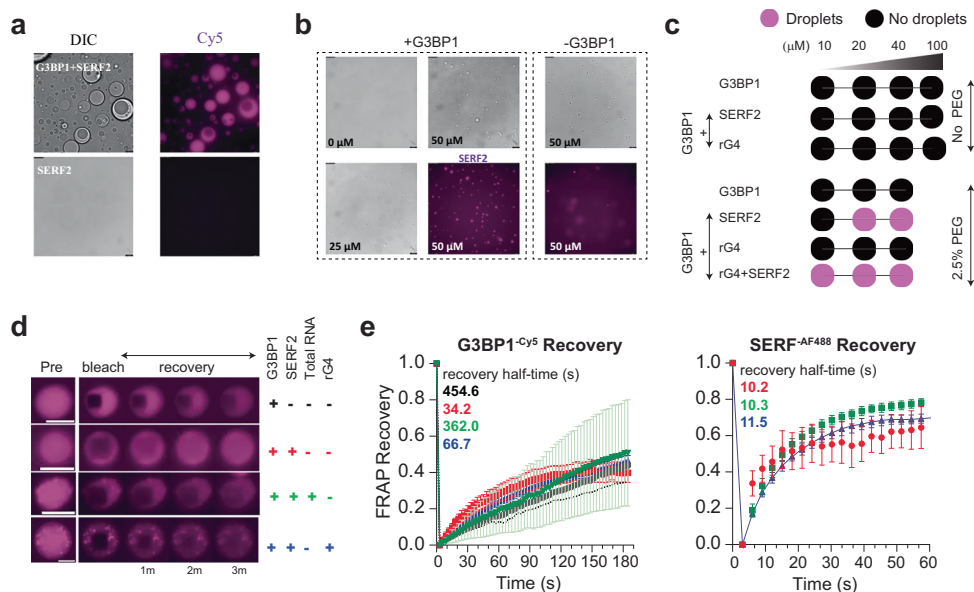 a
DIC
Cy5
G3BP1+SERF2
SERF2
b
+G3BP1
-G3BP1
0 µM
50 µM
50 µM
SERF2
25 µM
50 µM
50 µM
c
Droplets
No droplets
(µM)
10
20
40
100
G3BP1
SERF2
rG4
G3BP1
+
No PEG
G3BP1
SERF2
rG4
rG4+SERF2
G3BP1
+
2.5% PEG
d
Pre
bleach
recovery
G3BP1
SERF2
Total RNA
rG4
+ - - -
+ + - -
+ + + -
+ + - +
1m
2m
3m
e
G3BP1-Cy5 Recovery
recovery half-time (s)
454.6
34.2
362.0
66.7
FRAP Recovery
1.0
0.8
0.6
0.4
0.2
0.0
0 30 60 90 120 150 180
Time (s)
SERF-AF488 Recovery
recovery half-time (s)
10.2
10.3
11.5
1.0
0.8
0.6
0.4
0.2
0.0
0 10 20 30 40 50 60
Time (s)